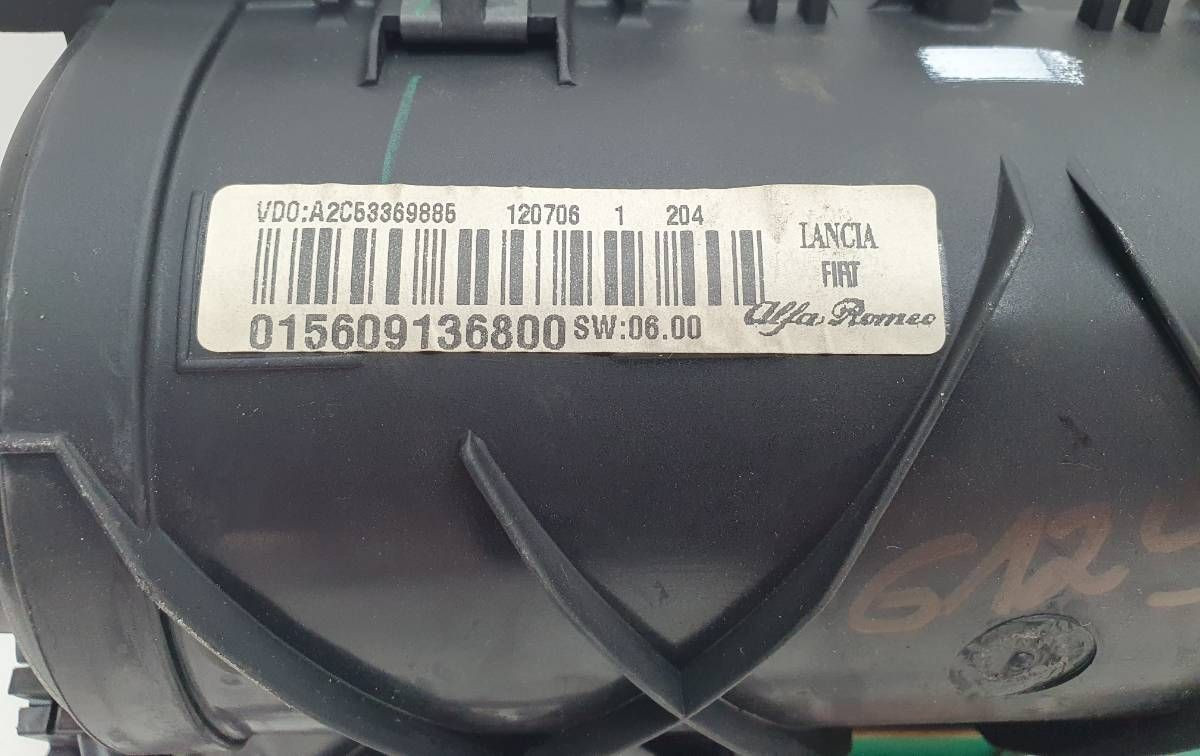 VDO:A2C53369885 120706 1 204
LANCIA
FIAT
Alfa Romeo
015609136800 SW:06.00